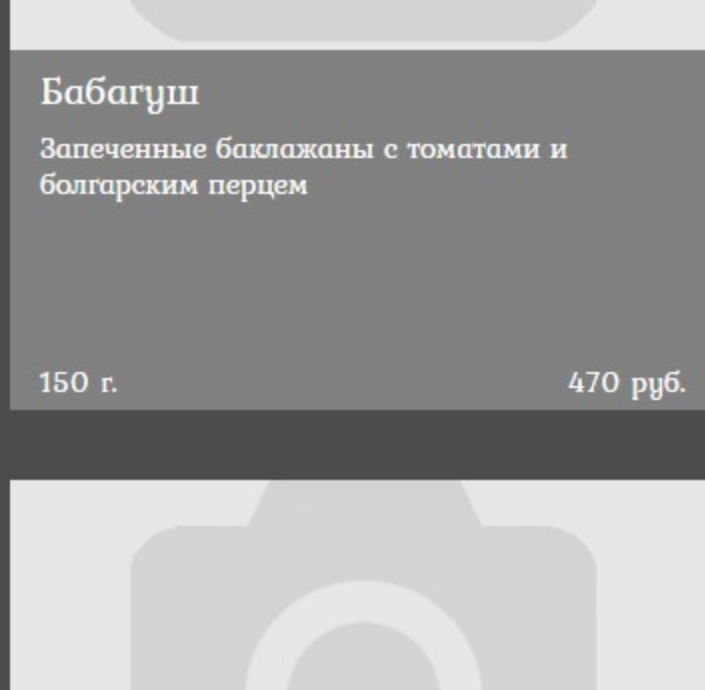 Бабагуш
Запеченные баклажаны с томатами и
болгарским перцем
150 г.
470 руб.